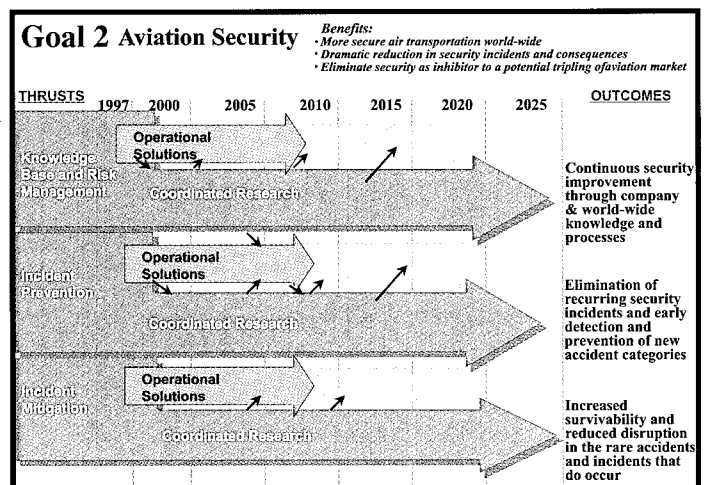 Goal 2 Aviation Security
Benefits:
• More secure air transportation world-wide
• Dramatic reduction in security incidents and consequences
• Eliminate security as inhibitor to a potential tripling ofaviation market
THRUSTS
1997 2000 2005 2010 2015 2020 2025
OUTCOMES
Knowledge
Base and Risk
Management
Operational
Solutions
Coordinated Research
Continuous security
improvement
through company
& world-wide
knowledge and
processes
Incident
Prevention
Operational
Solutions
Coordinated Research
Elimination of
recurring security
incidents and early
detection and
prevention of new
accident categories
Incident
Mitigation
Operational
Solutions
Coordinated Research
Increased
survivability and
reduced disruption
in the rare accidents
and incidents that
do occur